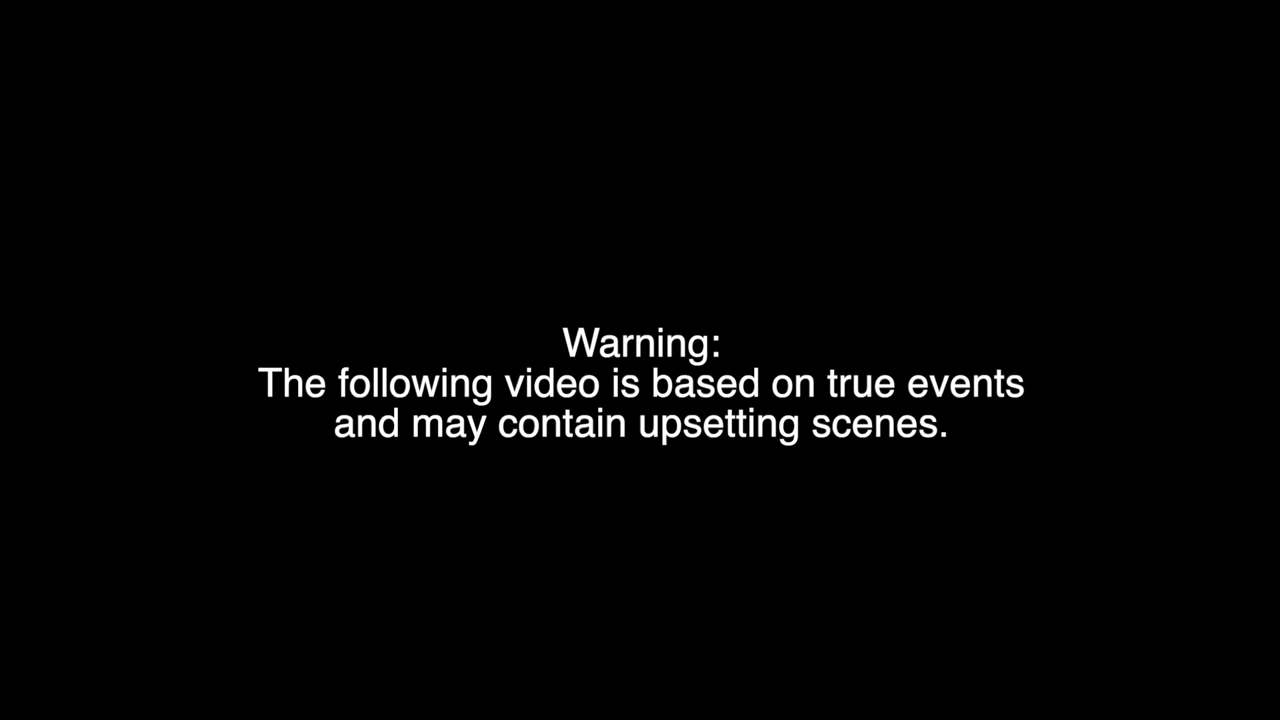 Warning:
The following video is based on true events
and may contain upsetting scenes.